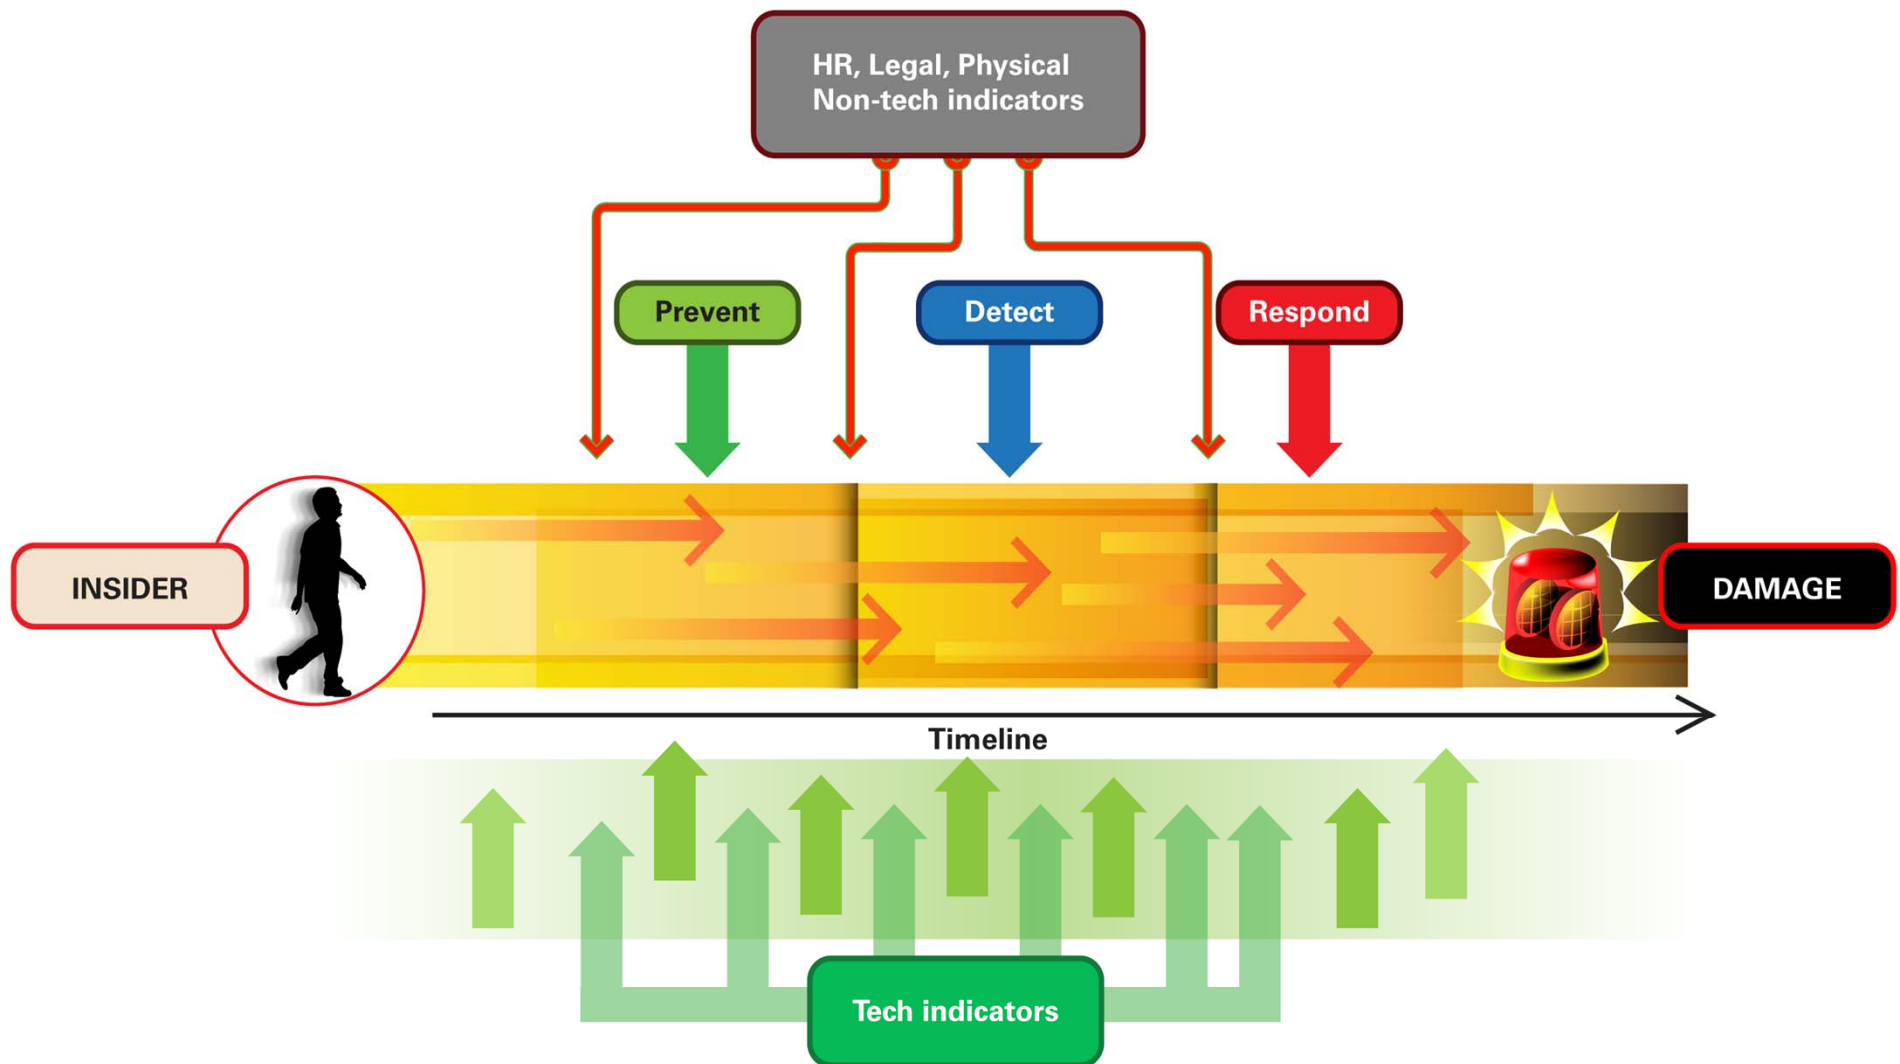 HR, Legal, Physical
Non-tech indicators
Prevent
Detect
Respond
INSIDER
DAMAGE
Timeline
Tech indicators